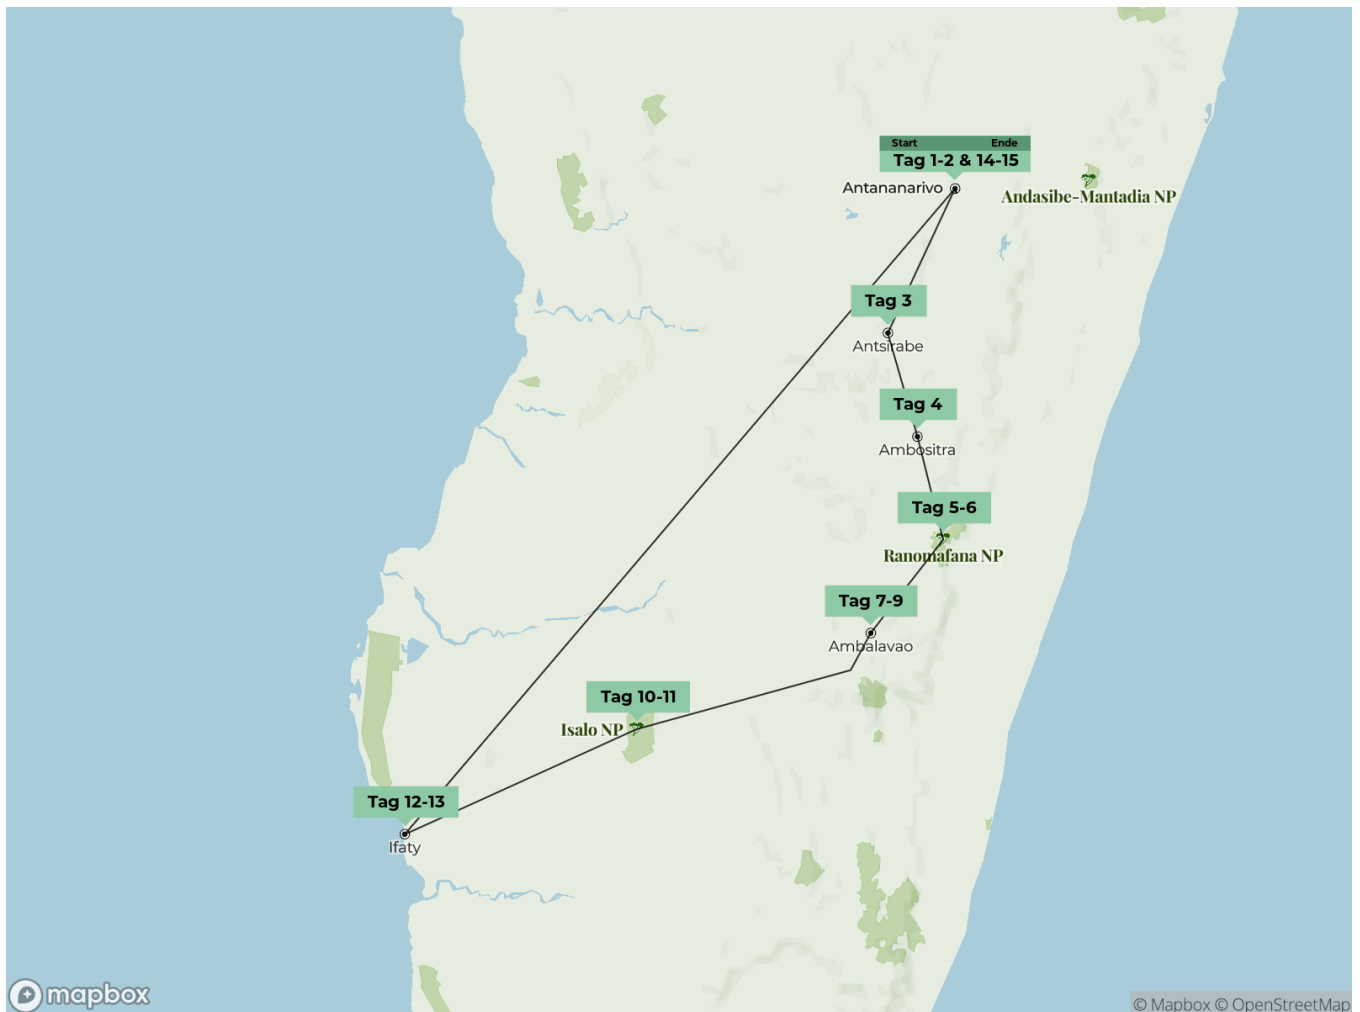 Start Ende
Tag 1-2 & 14-15
Antananarivo
Andasibe-Mantadia NP
Tag 3
Antsirabe
Tag 4
Ambositra
Tag 5-6
Ranomafana NP
Tag 7-9
Ambalavao
Tag 10-11
Isalo NP
Tag 12-13
Ifaty
mapbox
© Mapbox © OpenStreetMap